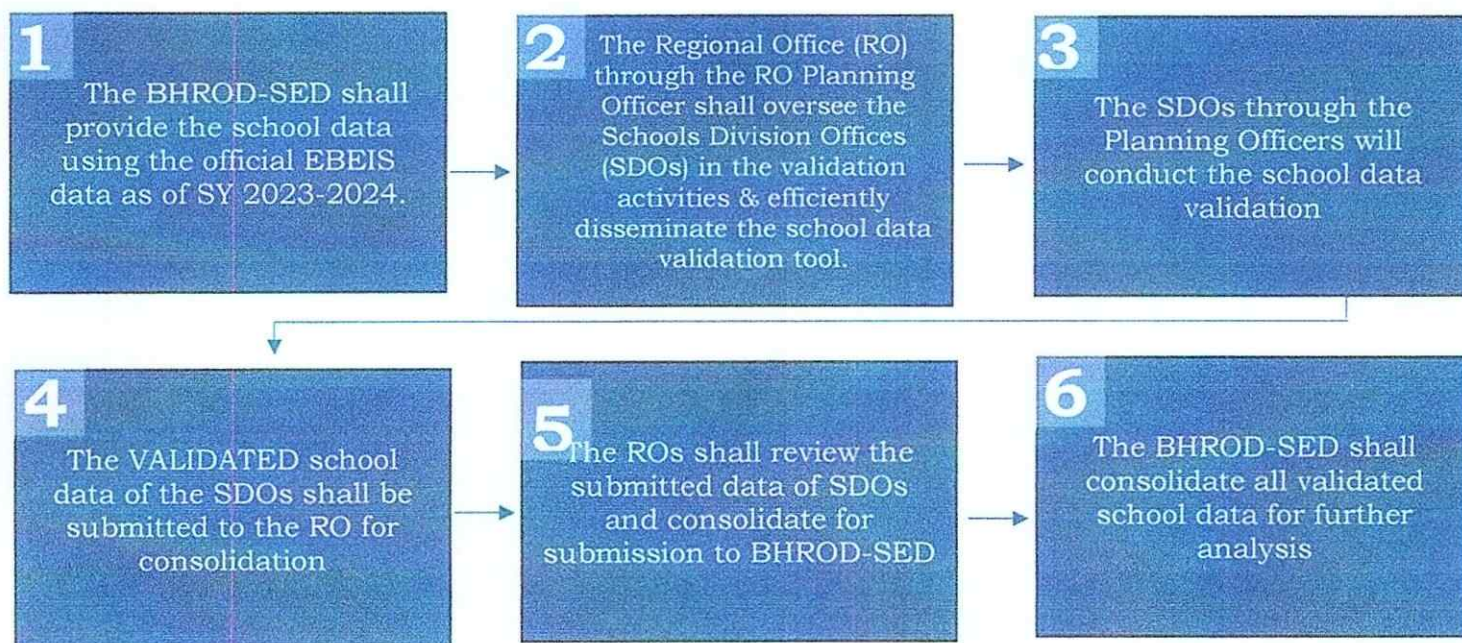 1
The BHROD-SED shall
provide the school data
using the official EBEIS
data as of SY 2023-2024.
2
The Regional Office (RO)
through the RO Planning
Officer shall oversee the
Schools Division Offices
(SDOs) in the validation
activities & efficiently
disseminate the school data
validation tool.
3
The SDOs through the
Planning Officers will
conduct the school data
validation
4
The VALIDATED school
data of the SDOs shall be
submitted to the RO for
consolidation
5
The ROs shall review the
submitted data of SDOs
and consolidate for
submission to BHROD-SED
6
The BHROD-SED shall
consolidate all validated
school data for further
analysis